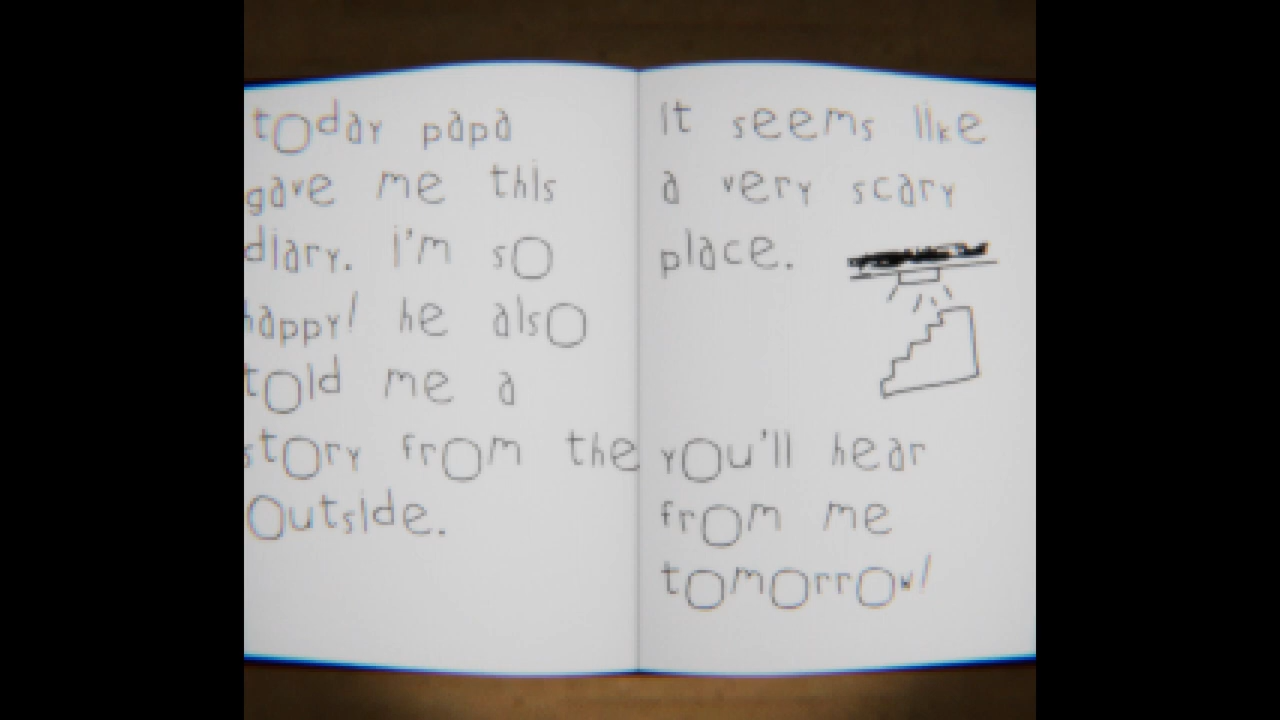 today papa
gave me this
diary. i'm so
happy! he also
told me a
story from the
outside.
it seems like
a very scary
place.
you'll hear
from me
tomorrow!